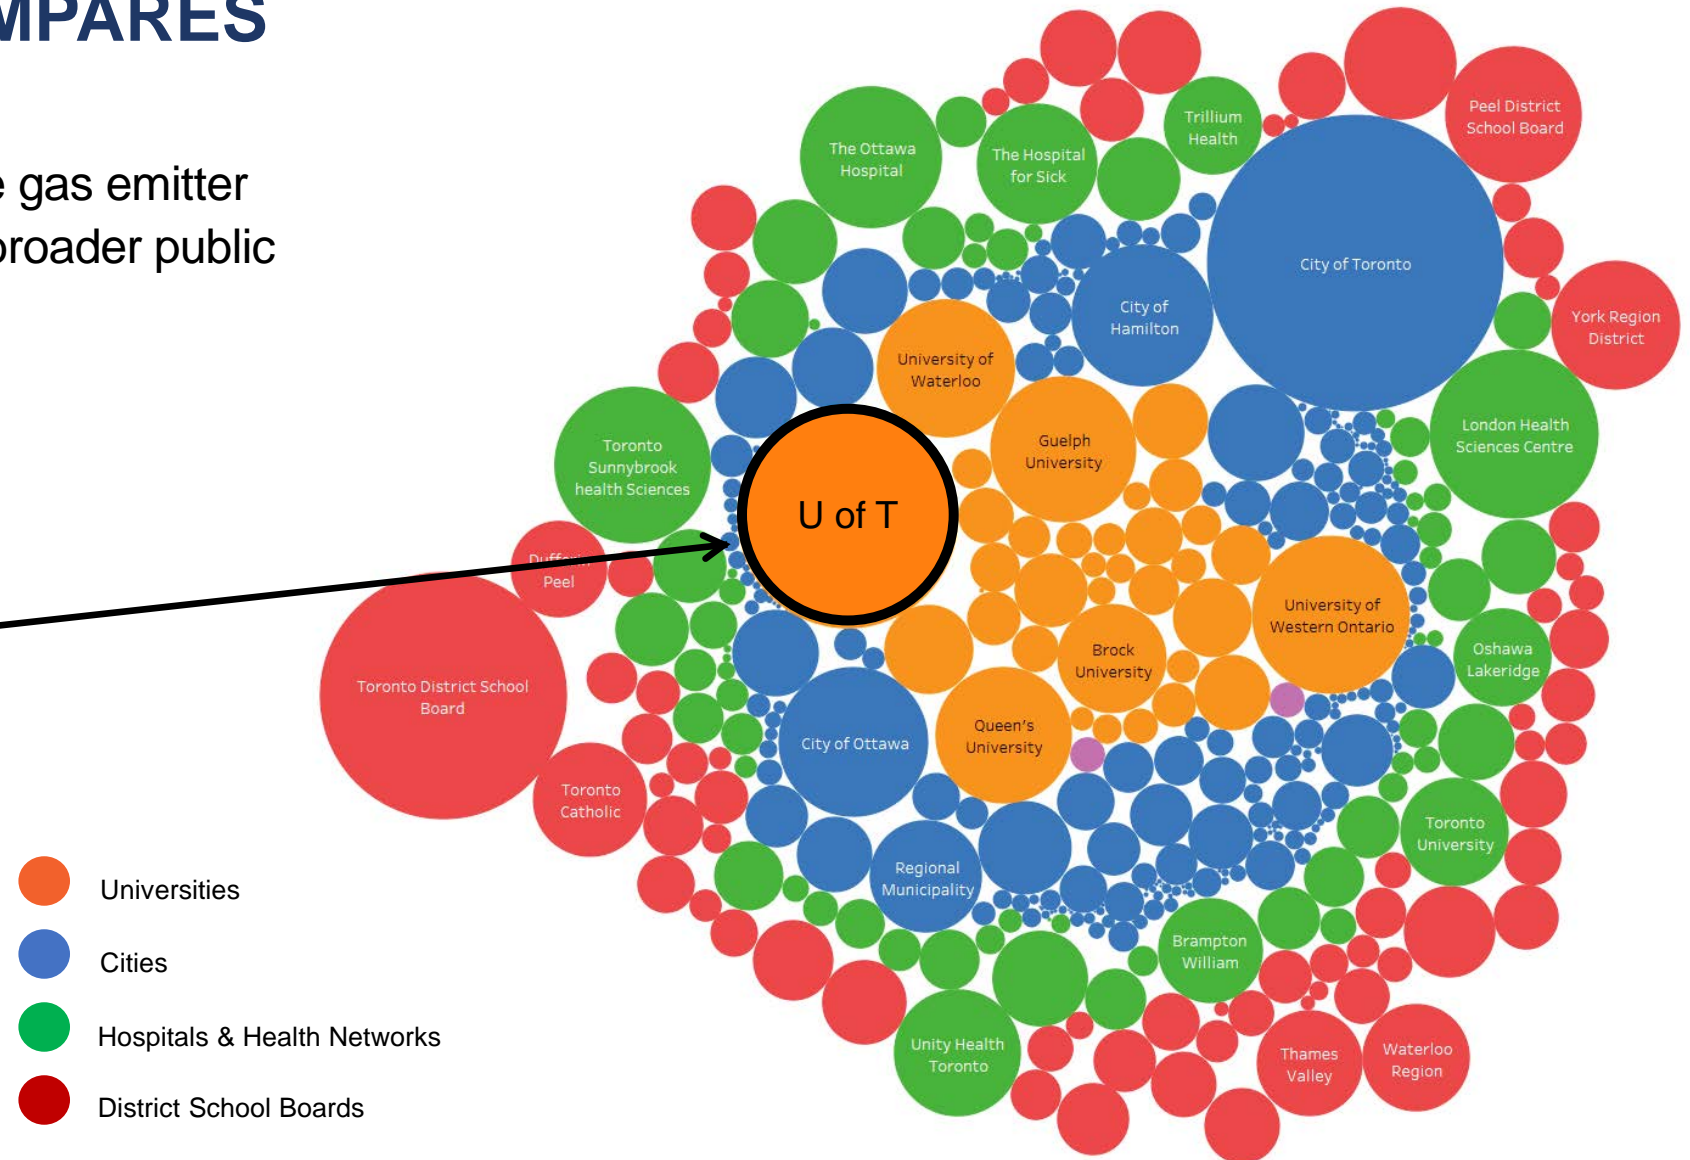 MPARES
e gas emitter
broader public
Peel District
School Board
Trillium
Health
The Ottawa
Hospital
The Hospital
for Sick
City of Toronto
City of
Hamilton
York Region
District
University of
Waterloo
Guelph
University
London Health
Sciences Centre
Toronto
Sunnybrook
health Sciences
U of T
Dufferin
Peel
University of
Western Ontario
Brock
University
Oshawa
Lakeridge
Toronto District School
Board
Queen's
University
City of Ottawa
Toronto
Catholic
Toronto
University
Regional
Municipality
Brampton
William
Unity Health
Toronto
Thames
Valley
Waterloo
Region
Universities
Cities
Hospitals & Health Networks
District School Boards